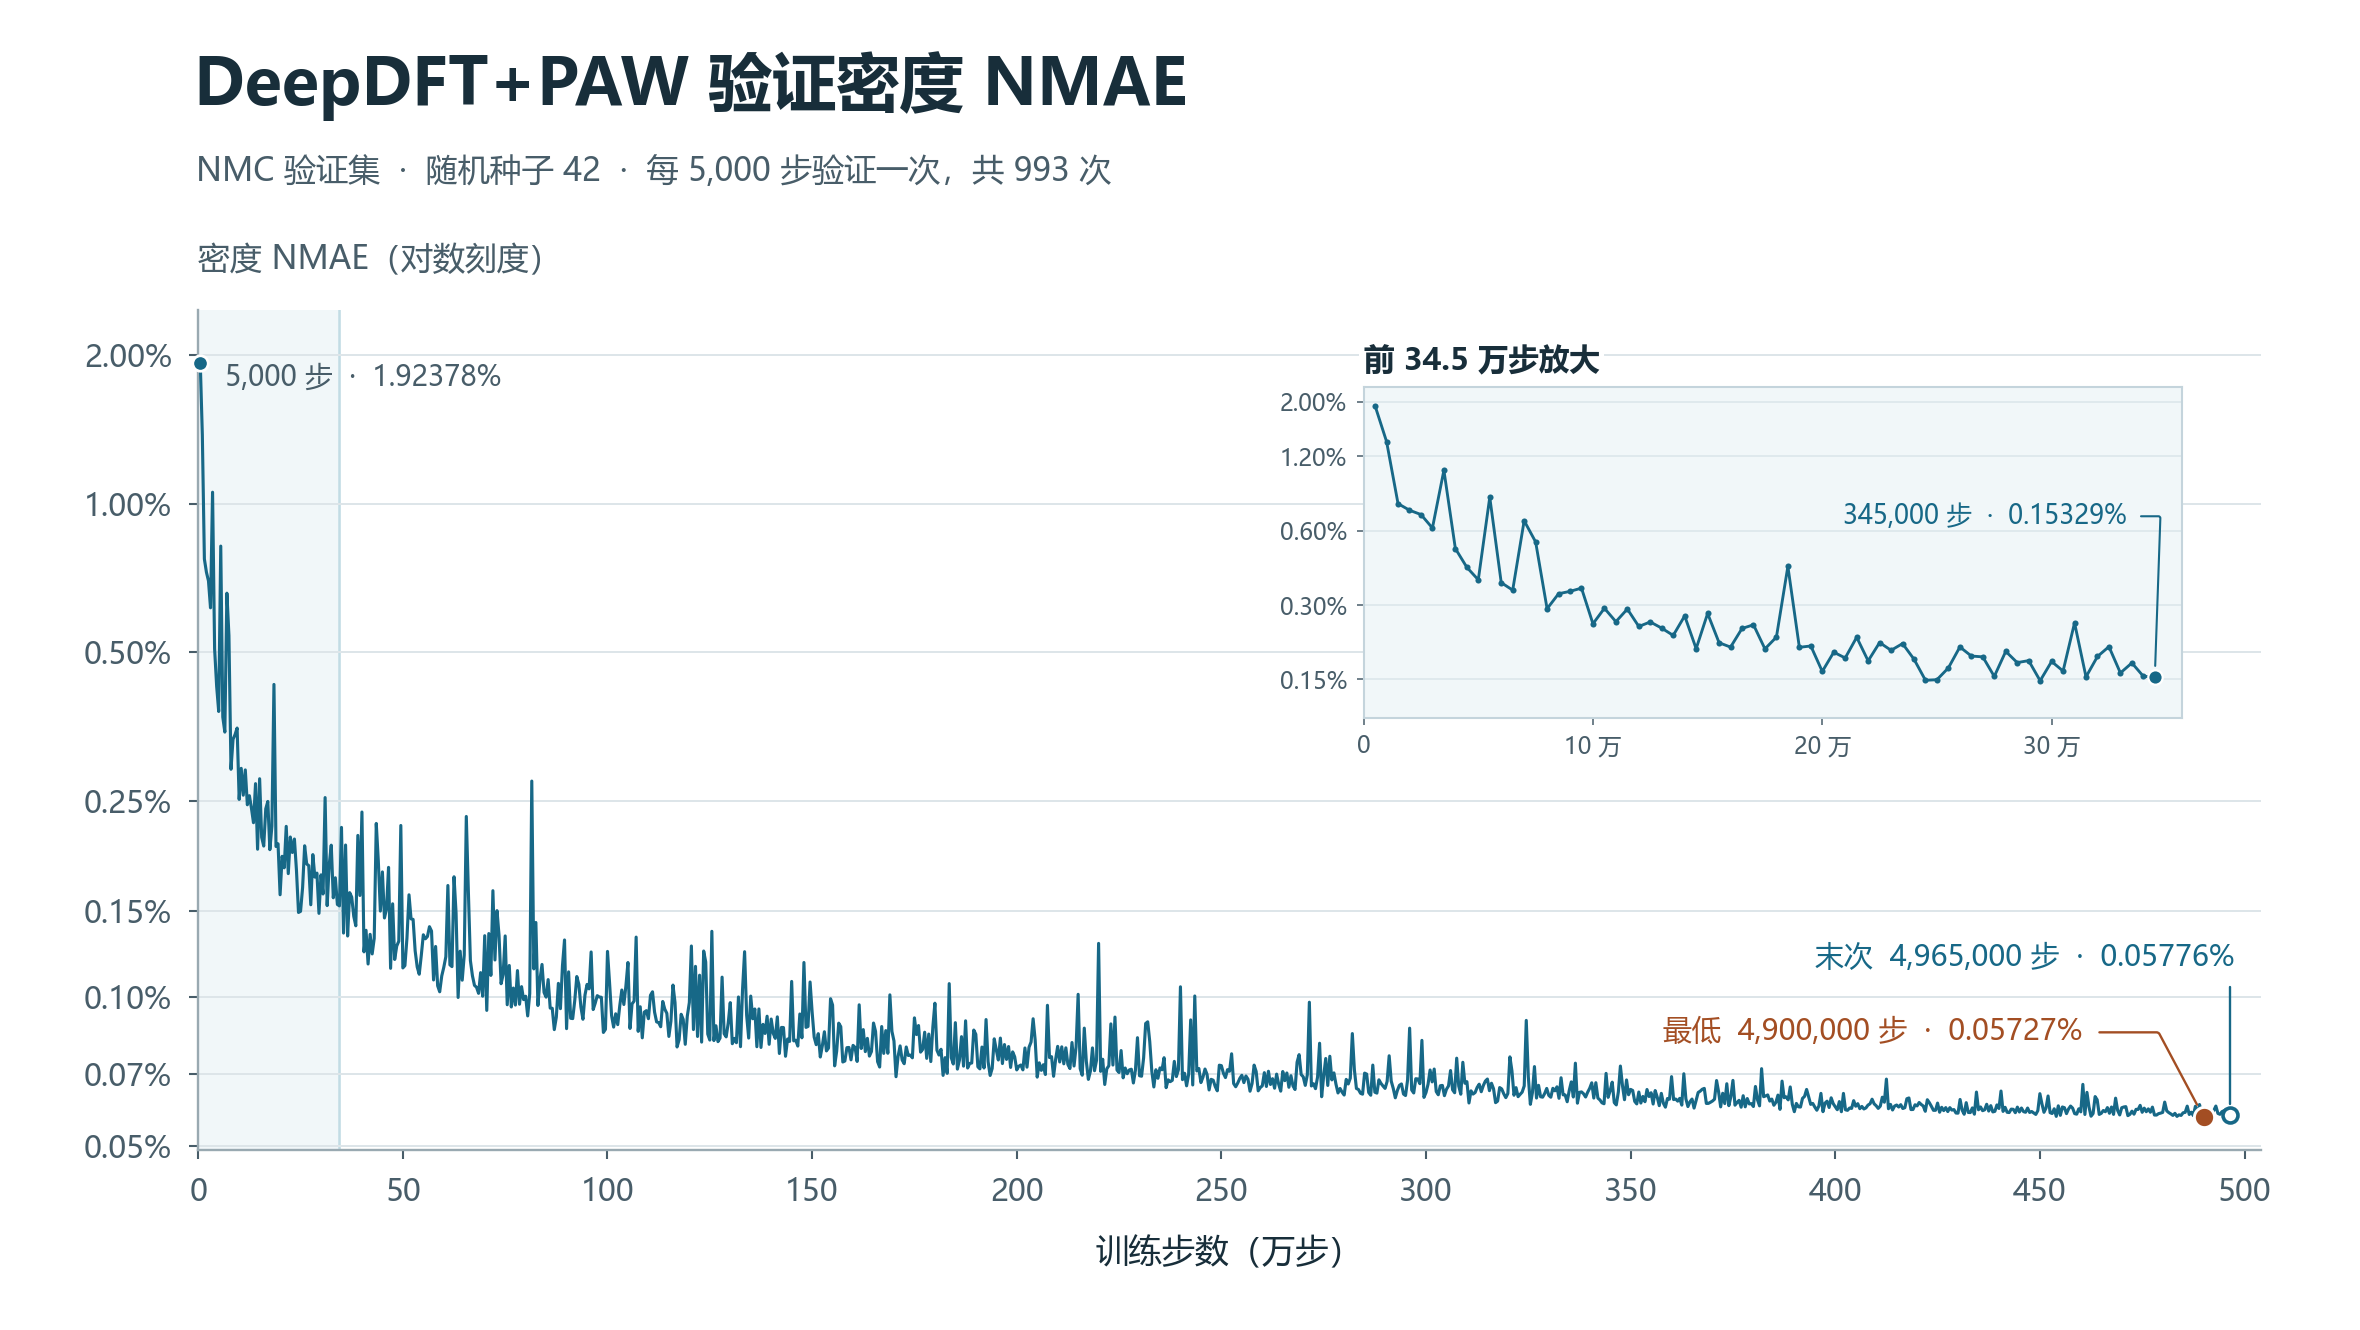 DeepDFT+PAW 验证密度 NMAE
NMC 验证集 · 随机种子 42 · 每 5,000 步验证一次，共 993 次
密度 NMAE（对数刻度）
2.00%
1.00%
0.50%
0.25%
0.15%
0.10%
0.07%
0.05%
5,000 步 · 1.92378%
前 34.5 万步放大
2.00%
1.20%
0.60%
0.30%
0.15%
345,000 步 · 0.15329%
0 10 万 20 万 30 万
末次 4,965,000 步 · 0.05776%
最低 4,900,000 步 · 0.05727%
0 50 100 150 200 250 300 350 400 450 500
训练步数（万步）